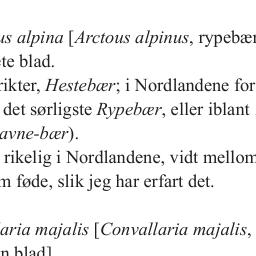 us alpina [Arctous alpinus, rypebær
te blad.
rikter, Hestebær; i Nordlandene for
det sørligste Rypebær, eller iblant
avne-bær).
rikelig i Nordlandene, vidt mellom
m føde, slik jeg har erfart det.
laria majalis [Convallaria majalis,
n blad]